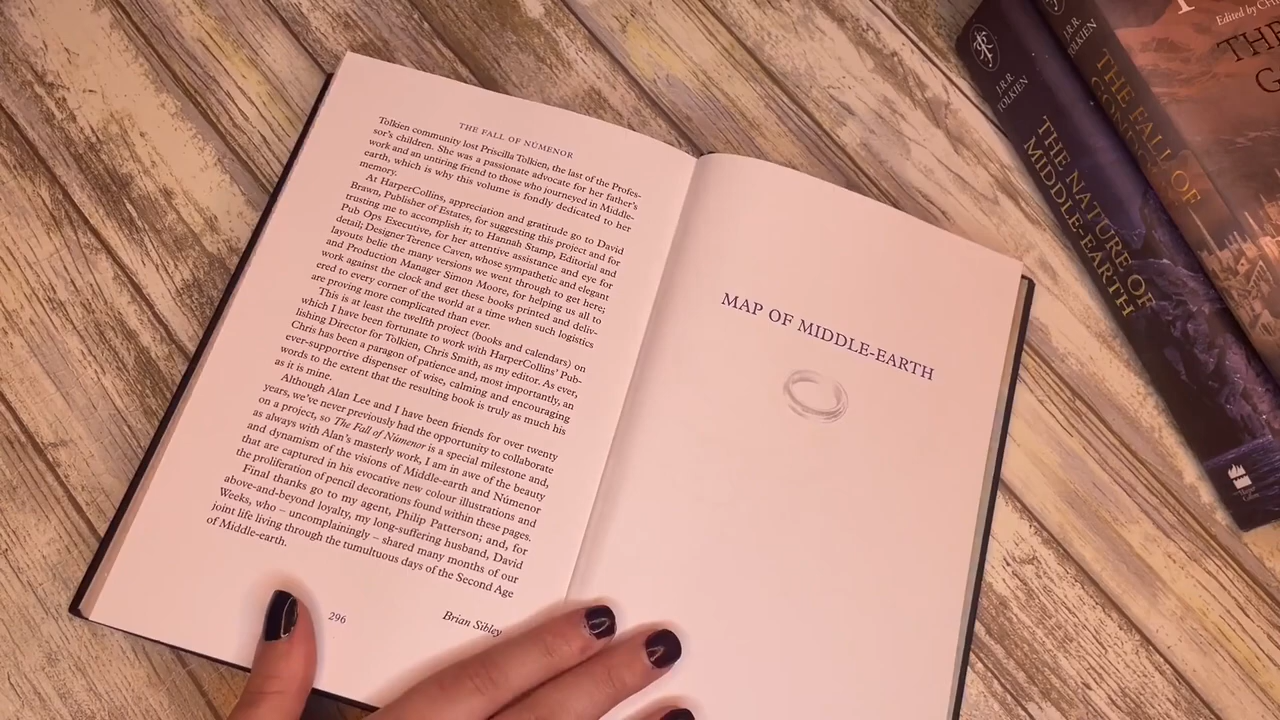 THE FALL OF NÚMENOR
Tolkien community lost Priscilla Tolkien, the last of the Profes-
sor's children. She was a passionate advocate for her father's
work and an untiring friend to those who journeyed in Middle-
earth, which is why this volume is fondly dedicated to her
memory.
At HarperCollins, appreciation and gratitude go to David
Brawn, Publisher of Estates, for suggesting this project and for
trusting me to accomplish it; to Hannah Stamp, Editorial and
Pub Ops Executive, for her attentive assistance and eye for
detail; Designer Terence Caven, whose sympathetic and elegant
layouts belie the many versions we went through to get here;
and Production Manager Simon Moore, for helping us all to
work against the clock and get these books printed and deliv-
ered to every corner of the world at a time when such logistics
are proving more complicated than ever.
This is at least the twelfth project (books and calendars) on
which I have been fortunate to work with HarperCollins' Pub-
lishing Director for Tolkien, Chris Smith, as my editor. As ever,
Chris has been a paragon of patience and, most importantly, an
ever-supportive dispenser of wise, calming and encouraging
words to the extent that the resulting book is truly as much his
as it is mine.
Although Alan Lee and I have been friends for over twenty
years, we've never previously had the opportunity to collaborate
on a project, so The Fall of Númenor is a special milestone and,
as always with Alan's masterly work, I am in awe of the beauty
and dynamism of the visions of Middle-earth and Númenor
that are captured in his evocative new colour illustrations and
the proliferation of pencil decorations found within these pages.
Final thanks go to my agent, Philip Patterson; and, for
above-and-beyond loyalty, my long-suffering husband, David
Weeks, who – uncomplainingly – shared many months of our
joint life living through the tumultuous days of the Second Age
of Middle-earth.
Brian Sibley
296
MAP OF MIDDLE-EARTH
J.R.R.
TOLKIEN
THE NATURE OF
MIDDLE-EARTH
Harper
Collins
J.R.R.
TOLKIEN
THE FALL OF
Edited by
THE